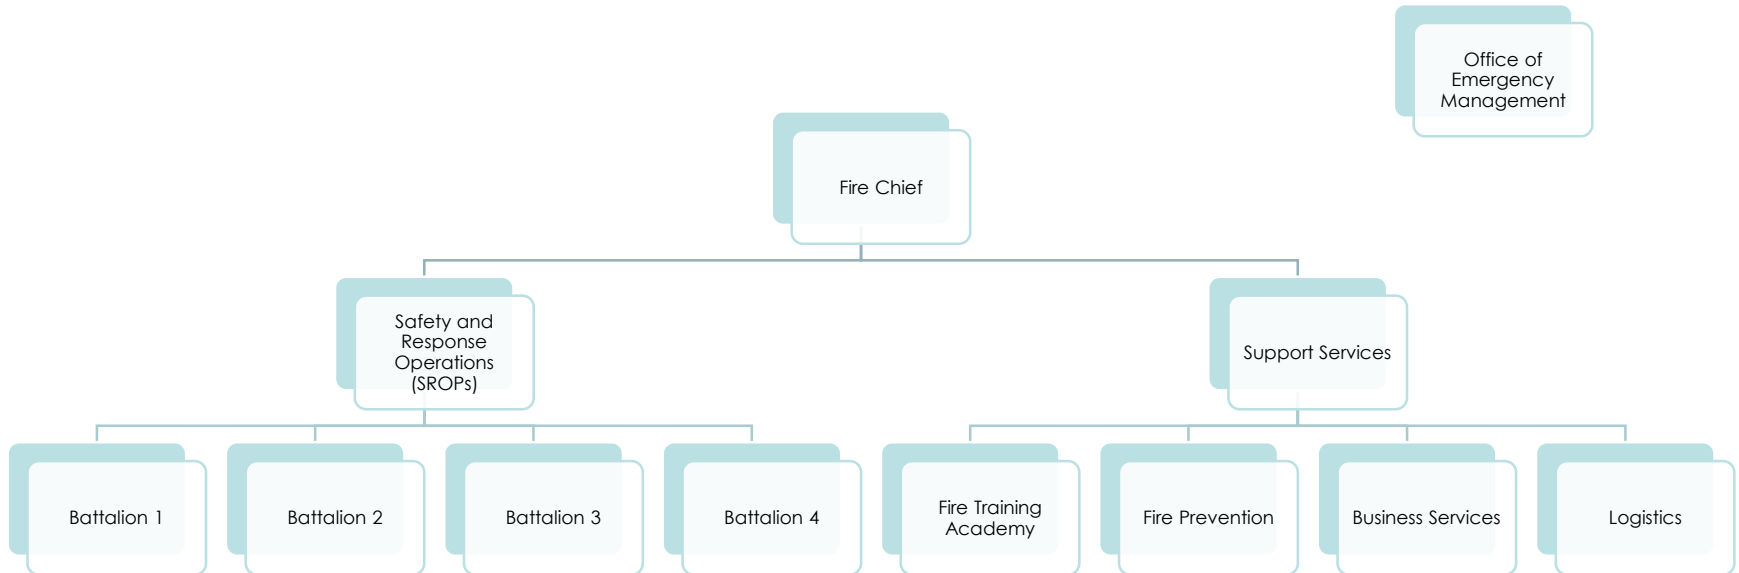 Office of
Emergency
Management
Fire Chief
Safety and
Response
Operations
(SROPs)
Support Services
Battalion 1
Battalion 2
Battalion 3
Battalion 4
Fire Training
Academy
Fire Prevention
Business Services
Logistics